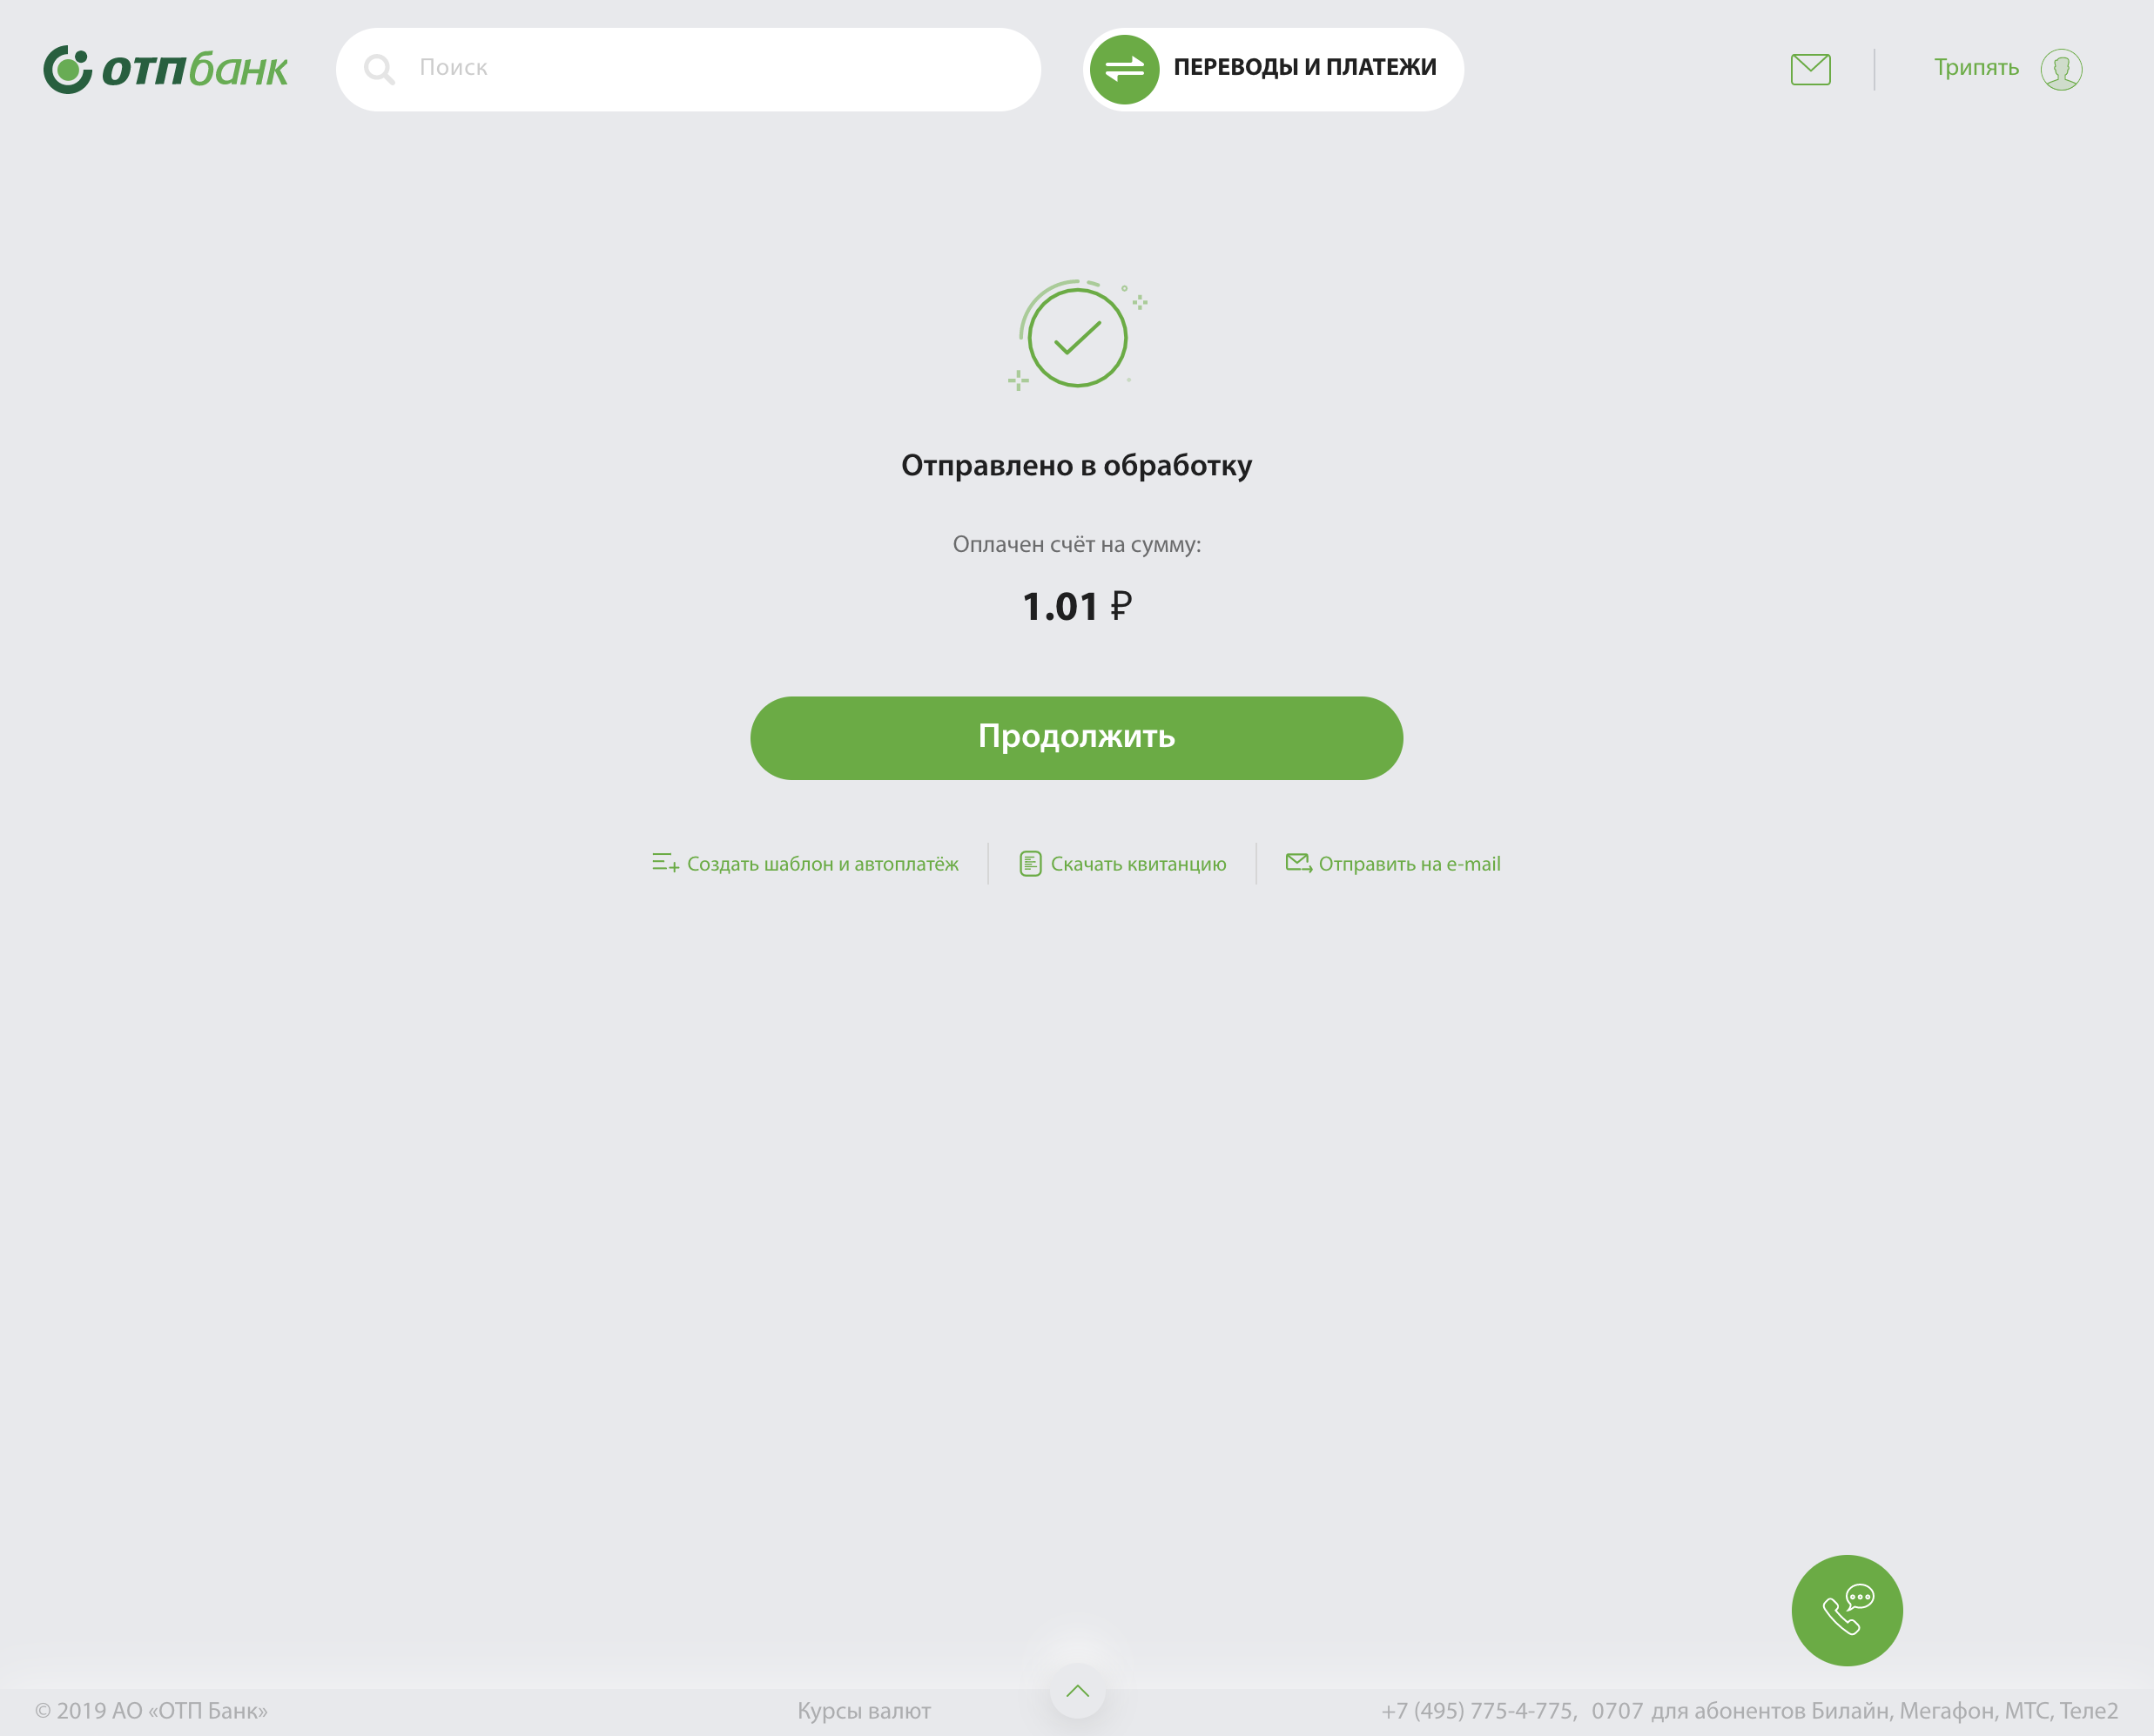 отпбанк
Поиск
ПЕРЕВОДЫ И ПЛАТЕЖИ
Трипять
Отправлено в обработку
Оплачен счёт на сумму:
1.01 ₽
Продолжить
Создать шаблон и автоплатёж
Скачать квитанцию
Отправить на e-mail
© 2019 АО «ОТП Банк»
Курсы валют
+7 (495) 775-4-775, 0707 для абонентов Билайн, Мегафон, МТС, Теле2